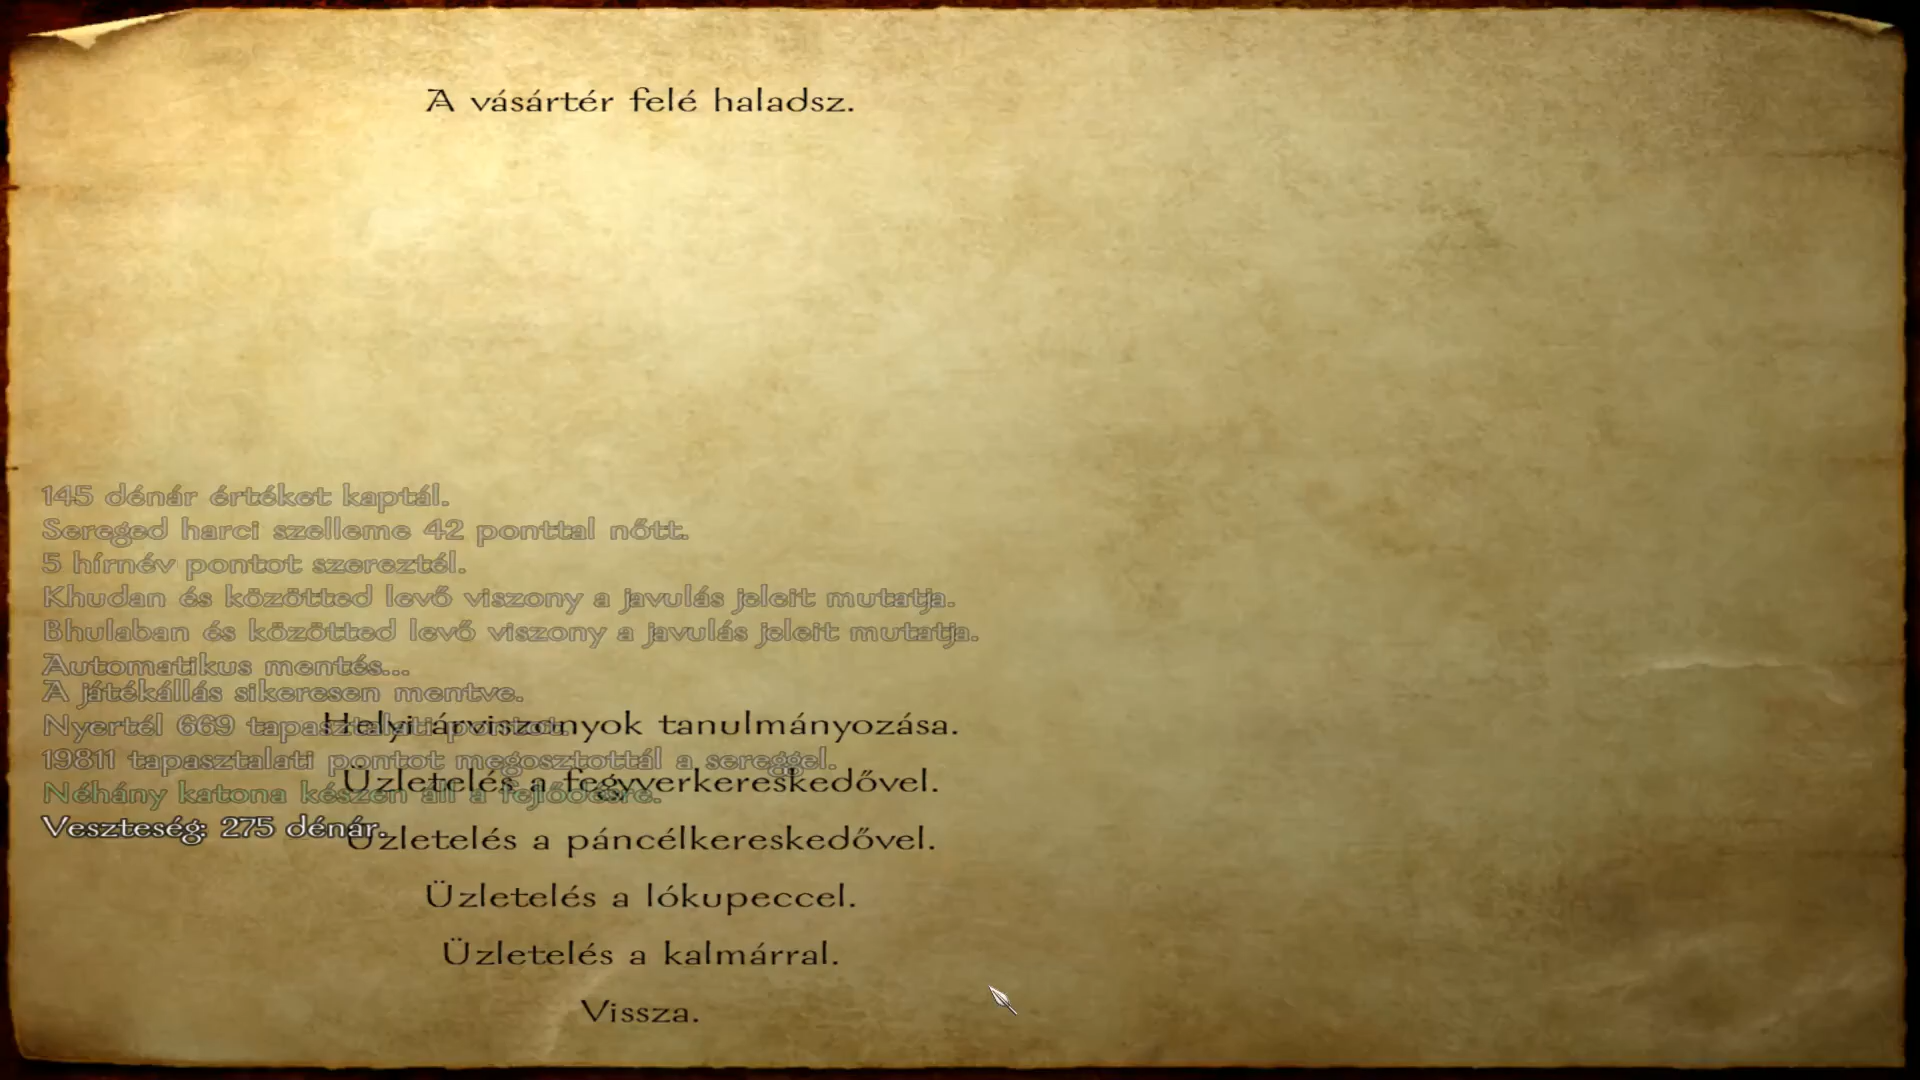 A vásártér felé haladsz.
145 dénár értéket kaptál.
Sereged harci szelleme 42 ponttal nőtt.
5 hírnév pontot szereztél.
Khudan és közötted levő viszony a javulás jeleit mutatja.
Bhulaban és közötted levő viszony a javulás jeleit mutatja.
Automatikus mentés...
A játékállás sikeresen mentve.
Nyertél 669 tapasztalati pontot.
Helyi árviszonyok tanulmányozása.
19811 tapasztalati pontot megosztottál a sereggel.
Üzletelés a fegyverkereskedővel.
Néhány katona készen áll a fejlődésre.
Veszteség: 275 dénár.
Üzletelés a páncélkereskedővel.
Üzletelés a lókupeccel.
Üzletelés a kalmárral.
Vissza.